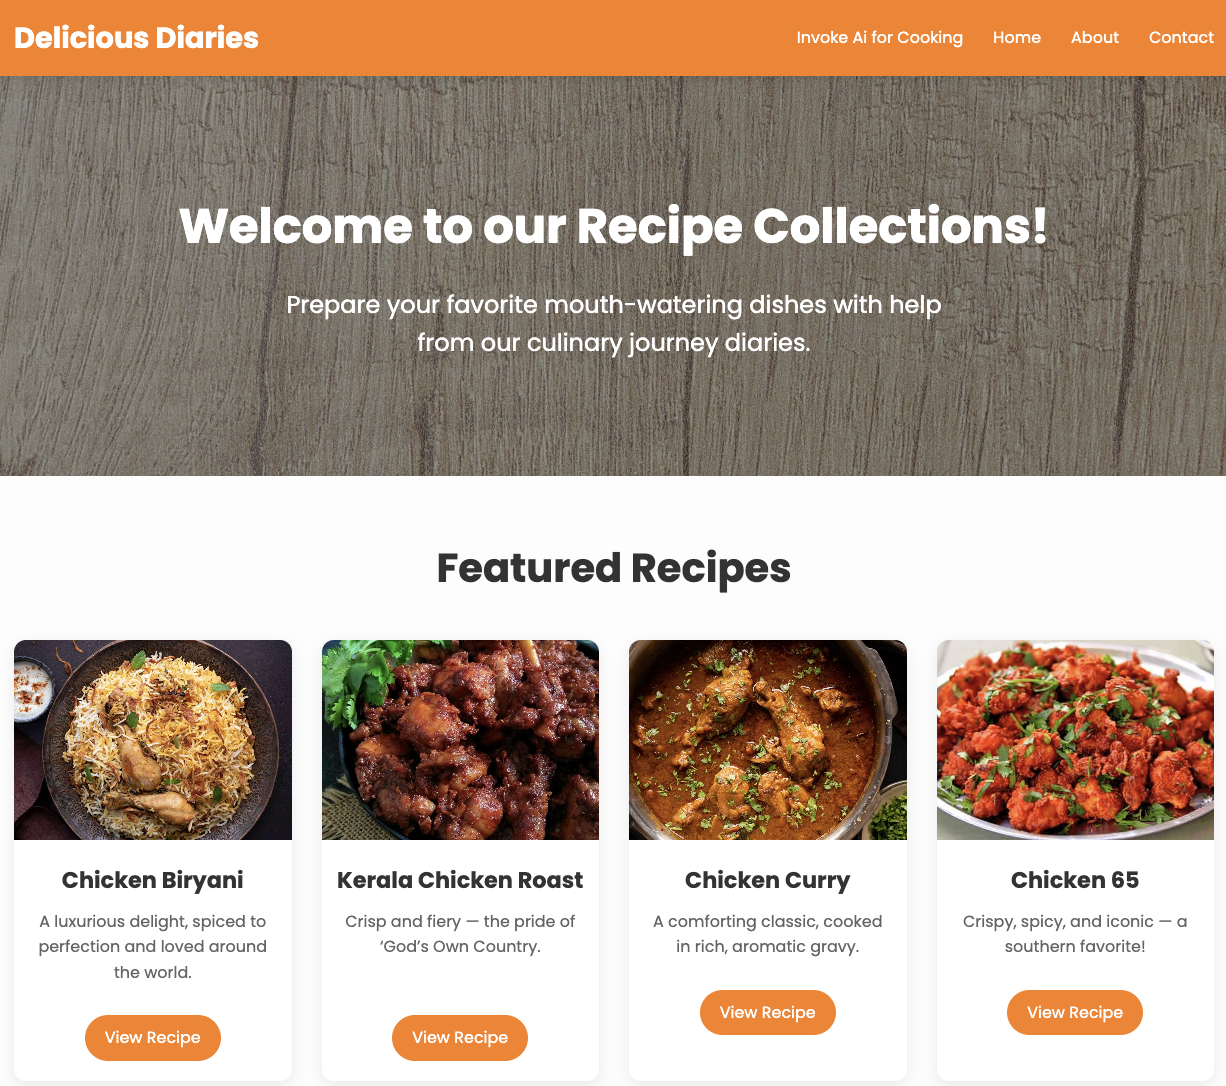 Delicious Diaries
Invoke Ai for Cooking Home About Contact
Welcome to our Recipe Collections!
Prepare your favorite mouth-watering dishes with help
from our culinary journey diaries.
Featured Recipes
Chicken Biryani
A luxurious delight, spiced to
perfection and loved around
the world.
View Recipe
Kerala Chicken Roast
Crisp and fiery — the pride of
‘God’s Own Country.
View Recipe
Chicken Curry
A comforting classic, cooked
in rich, aromatic gravy.
View Recipe
Chicken 65
Crispy, spicy, and iconic — a
southern favorite!
View Recipe